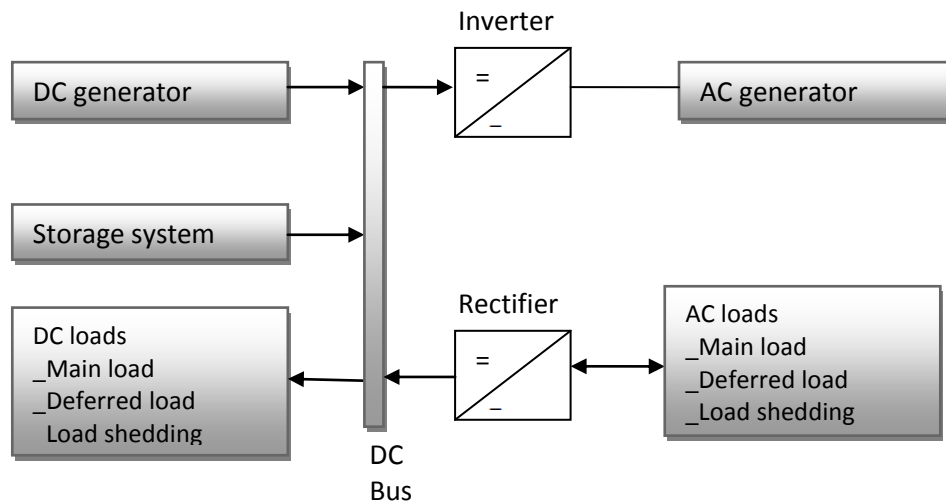 Inverter
DC generator
=
_
AC generator
Storage system
Rectifier
DC loads
_Main load
_Deferred load
Load shedding
=
_
AC loads
_Main load
_Deferred load
_Load shedding
DC
Bus